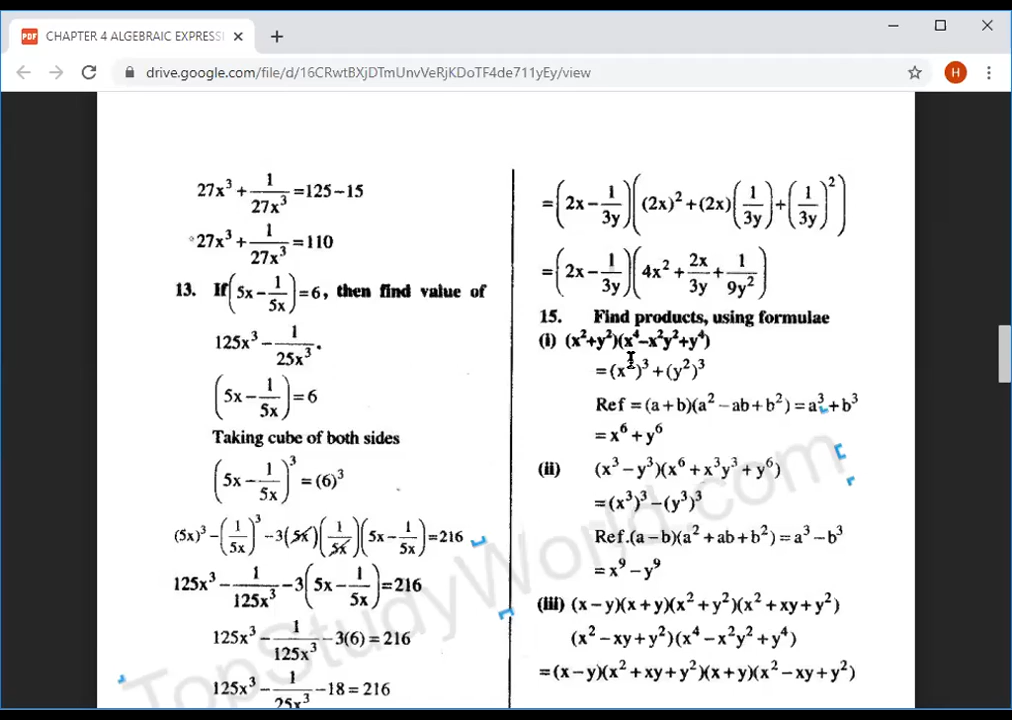 CHAPTER 4 ALGEBRAIC EXPRESSI
drive.google.com/file/d/16CRwtBXjDTmUnvVeRjKDoTF4de711yEy/view
H
27x³ + 1/27x³ = 125 − 15
27x³ + 1/27x³ = 110
13. If (5x − 1/5x) = 6, then find value of
125x³ − 1/25x³.
(5x − 1/5x) = 6
Taking cube of both sides
(5x − 1/5x)³ = (6)³
(5x)³ − (1/5x)³ − 3(5x)(1/5x)(5x − 1/5x) = 216
125x³ − 1/125x³ − 3(5x − 1/5x) = 216
125x³ − 1/125x³ − 3(6) = 216
125x³ − 1/25x³ − 18 = 216
= (2x − 1/3y)((2x)² + (2x)(1/3y) + (1/3y)²)
= (2x − 1/3y)(4x² + 2x/3y + 1/9y²)
15. Find products, using formulae
(i) (x²+y²)(x⁴−x²y²+y⁴)
= (x²)³ + (y²)³
Ref = (a + b)(a² − ab + b²) = a³ + b³
= x⁶ + y⁶
(ii) (x³ − y³)(x⁶ + x³y³ + y⁶)
= (x³)³ − (y³)³
Ref.(a − b)(a² + ab + b²) = a³ − b³
= x⁹ − y⁹
(iii) (x − y)(x + y)(x² + y²)(x² + xy + y²)
(x² − xy + y²)(x⁴ − x²y² + y⁴)
= (x − y)(x² + xy + y²)(x + y)(x² − xy + y²)
TopStudyWorld.com